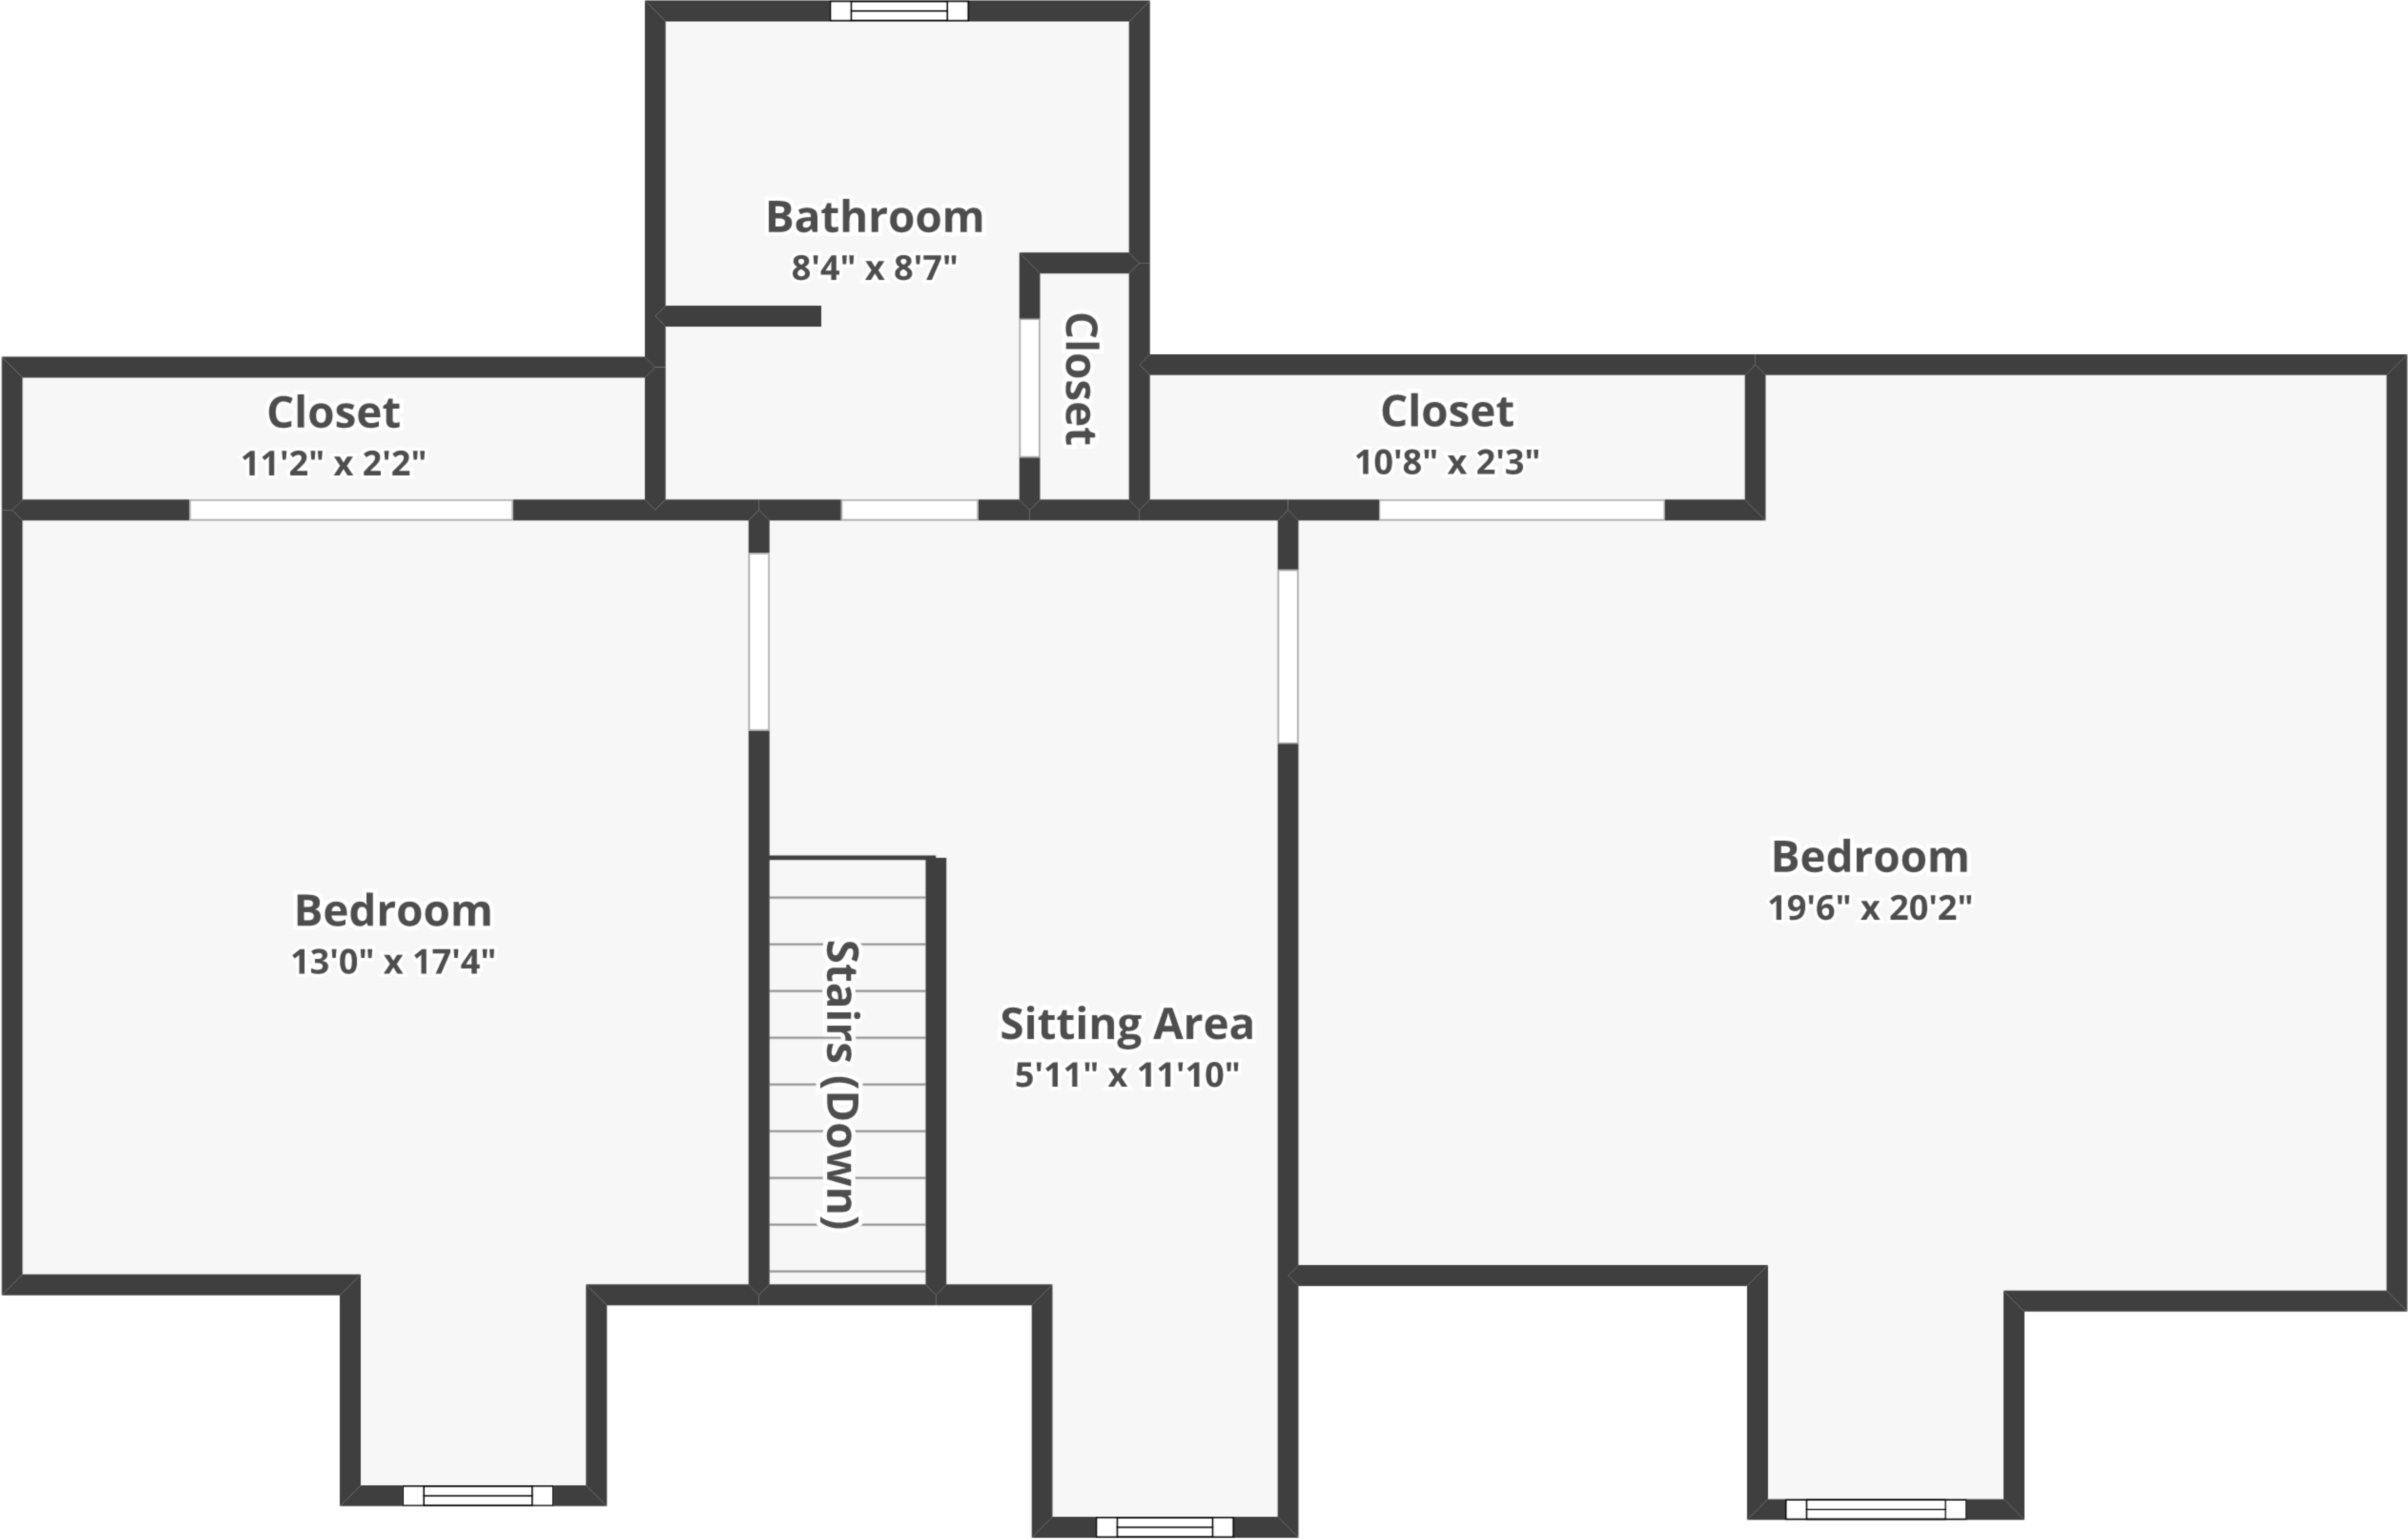 Bathroom
8'4" x 8'7"
Closet
Closet
11'2" x 2'2"
Closet
10'8" x 2'3"
Bedroom
13'0" x 17'4"
Stairs (Down)
Sitting Area
5'11" x 11'10"
Bedroom
19'6" x 20'2"